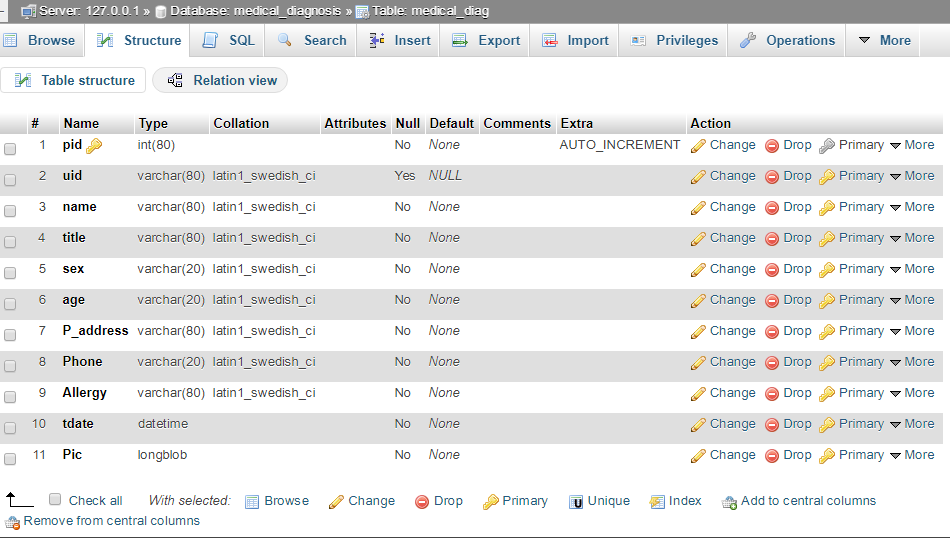 Server: 127.0.0.1 » Database: medical_diagnosis » Table: medical_diag
Browse Structure SQL Search Insert Export Import Privileges Operations More
Table structure Relation view
# Name Type Collation Attributes Null Default Comments Extra Action
1 pid int(80) No None AUTO_INCREMENT Change Drop Primary More
2 uid varchar(80) latin1_swedish_ci Yes NULL Change Drop Primary More
3 name varchar(80) latin1_swedish_ci No None Change Drop Primary More
4 title varchar(80) latin1_swedish_ci No None Change Drop Primary More
5 sex varchar(20) latin1_swedish_ci No None Change Drop Primary More
6 age varchar(20) latin1_swedish_ci No None Change Drop Primary More
7 P_address varchar(80) latin1_swedish_ci No None Change Drop Primary More
8 Phone varchar(20) latin1_swedish_ci No None Change Drop Primary More
9 Allergy varchar(80) latin1_swedish_ci No None Change Drop Primary More
10 tdate datetime No None Change Drop Primary More
11 Pic longblob No None Change Drop Primary More
Check all With selected: Browse Change Drop Primary Unique Index Add to central columns
Remove from central columns